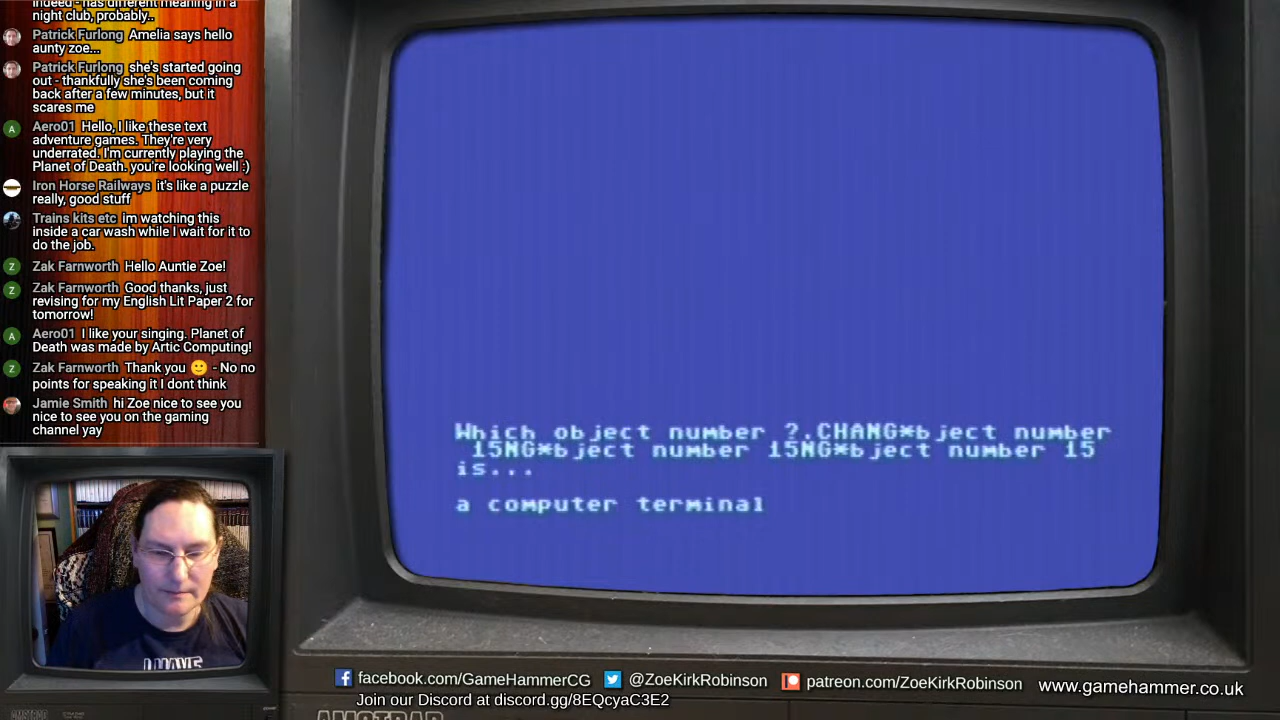 indeed - has different meaning in a
night club, probably..
Patrick Furlong Amelia says hello
aunty zoe...
Patrick Furlong she's started going
out - thankfully she's been coming
back after a few minutes, but it
scares me
A Aero01 Hello, I like these text
adventure games. They're very
underrated. I'm currently playing the
Planet of Death. you're looking well :)
Iron Horse Railways it's like a puzzle
really, good stuff
Trains kits etc im watching this
inside a car wash while I wait for it to
do the job.
Z Zak Farnworth Hello Auntie Zoe!
Z Zak Farnworth Good thanks, just
revising for my English Lit Paper 2 for
tomorrow!
A Aero01 I like your singing. Planet of
Death was made by Artic Computing!
Z Zak Farnworth Thank you 🙂 - No no
points for speaking it I dont think
Jamie Smith hi Zoe nice to see you
nice to see you on the gaming
channel yay
Which object number ?.CHANG*bject number
15NG*bject number 15NG*bject number 15
is...
a computer terminal
I HAVE
facebook.com/GameHammerCG @ZoeKirkRobinson patreon.com/ZoeKirkRobinson www.gamehammer.co.uk
Join our Discord at discord.gg/8EQcyaC3E2
AMSTRAD